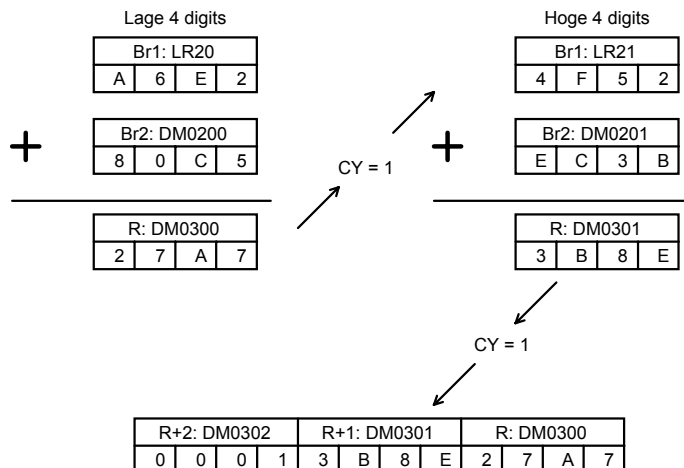 Lage 4 digits
Hoge 4 digits
Br1: LR20
Br1: LR21
A 6 E 2
4 F 5 2
+
+
Br2: DM0200
Br2: DM0201
8 0 C 5
E C 3 B
CY = 1
R: DM0300
R: DM0301
2 7 A 7
3 B 8 E
CY = 1
R+2: DM0302 R+1: DM0301 R: DM0300
0 0 0 1 3 B 8 E 2 7 A 7